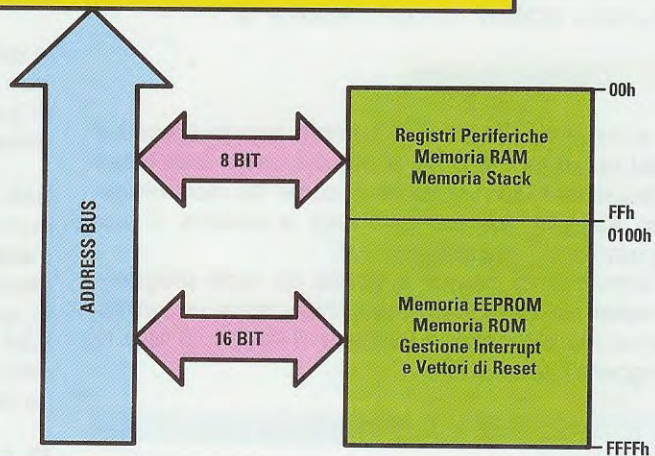 ADDRESS BUS
8 BIT
16 BIT
Registri Periferiche
Memoria RAM
Memoria Stack
Memoria EEPROM
Memoria ROM
Gestione Interrupt
e Vettori di Reset
00h
FFh
0100h
FFFFh